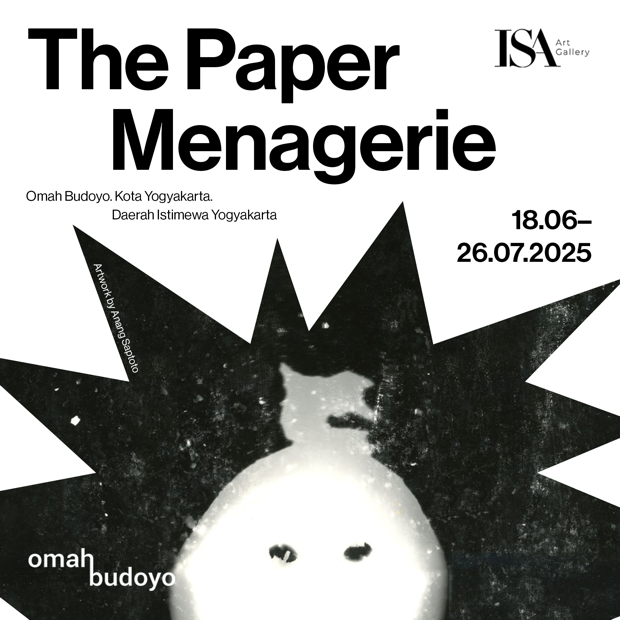 The Paper
Menagerie
ISA Art
Gallery
Omah Budoyo. Kota Yogyakarta.
Daerah Istimewa Yogyakarta
18.06–
26.07.2025
Artwork by Anang Saptoto
omah
budoyo